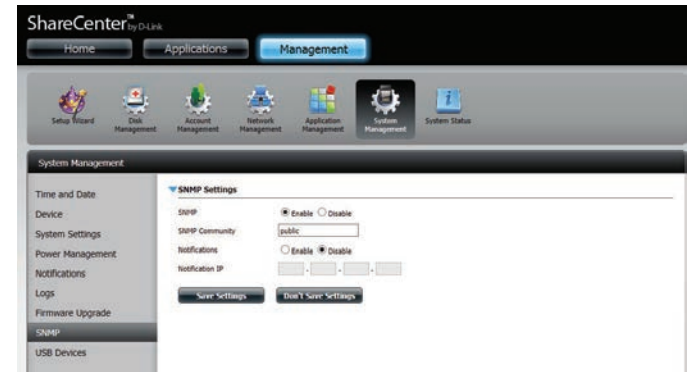 ShareCenter™ by D-Link
Home Applications Management
Setup Wizard
Disk Management
Account Management
Network Management
Application Management
System Management
System Status
System Management
Time and Date
Device
System Settings
Power Management
Notifications
Logs
Firmware Upgrade
SNMP
USB Devices
SNMP Settings
SNMP Enable Disable
SNMP Community public
Notifications Enable Disable
Notification IP . . .
Save Settings Don't Save Settings